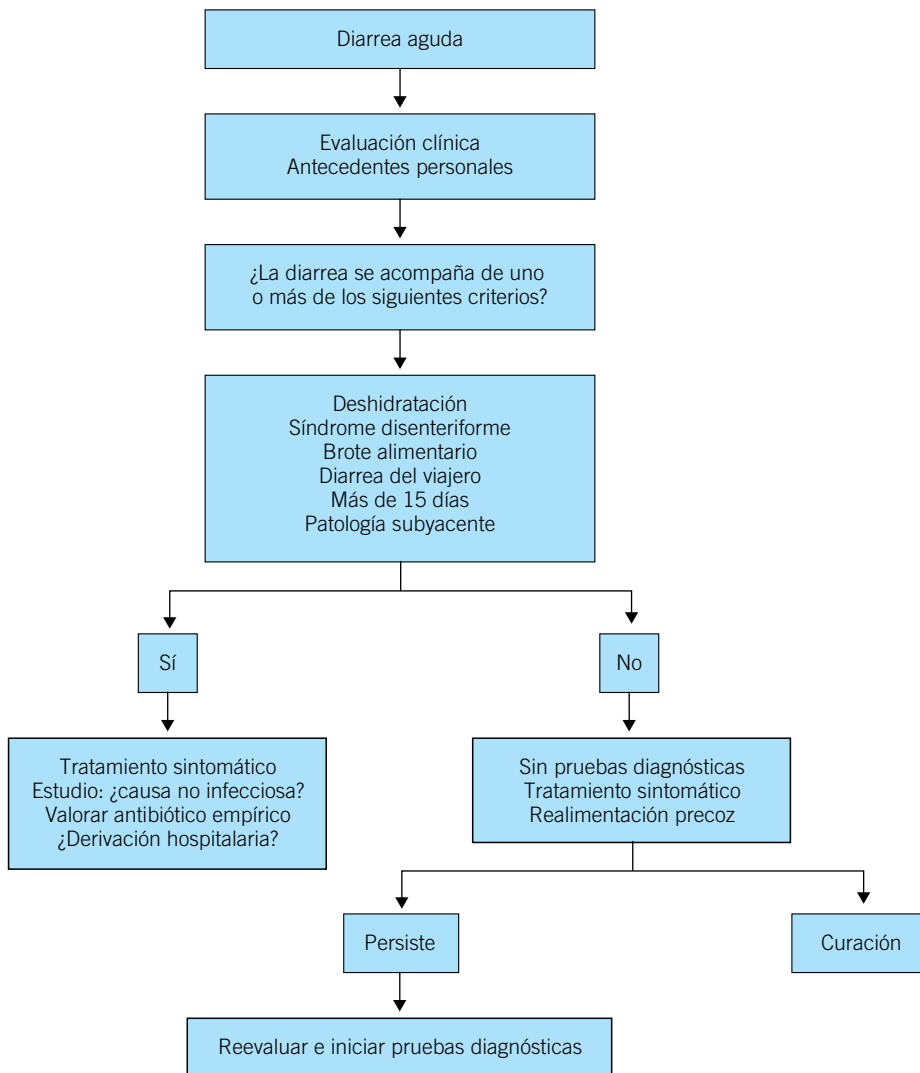 Diarrea aguda
Evaluación clínica
Antecedentes personales
¿La diarrea se acompaña de uno
o más de los siguientes criterios?
Deshidratación
Síndrome disenteriforme
Brote alimentario
Diarrea del viajero
Más de 15 días
Patología subyacente
Sí
No
Tratamiento sintomático
Estudio: ¿causa no infecciosa?
Valorar antibiótico empírico
¿Derivación hospitalaria?
Sin pruebas diagnósticas
Tratamiento sintomático
Realimentación precoz
Persiste
Curación
Reevaluar e iniciar pruebas diagnósticas